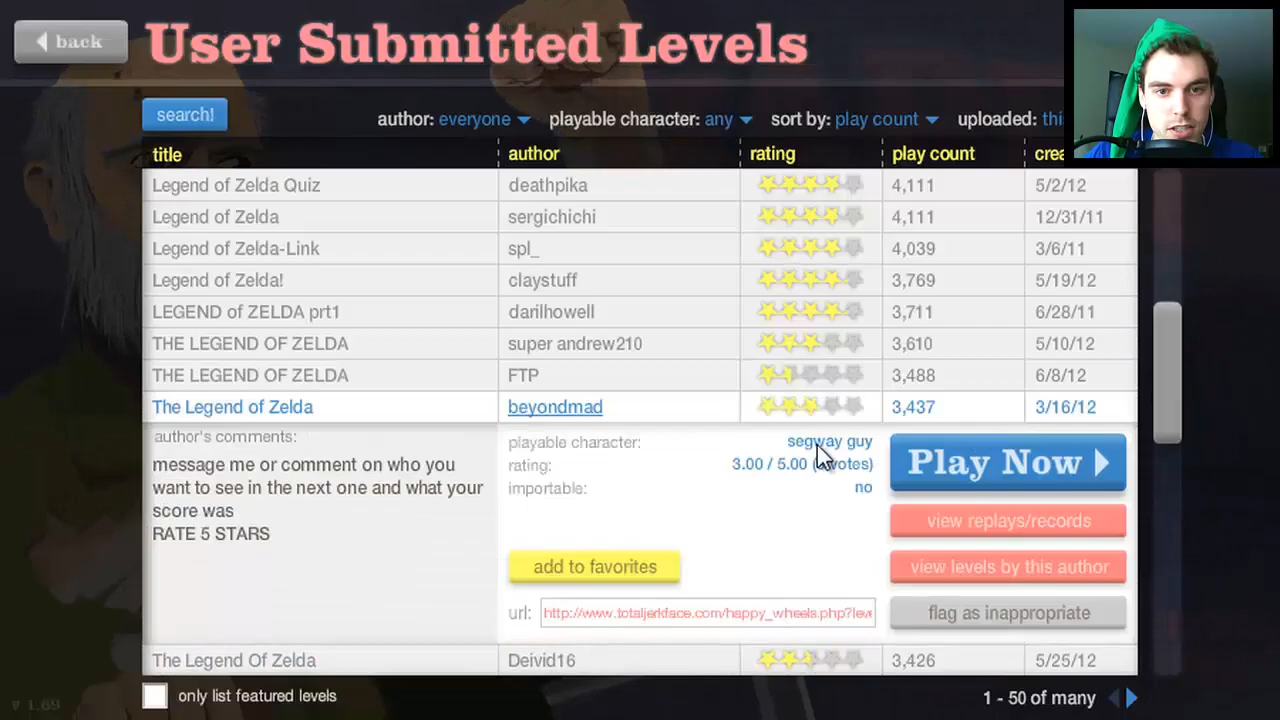 back
User Submitted Levels
search!
author: everyone playable character: any sort by: play count uploaded:
title author rating play count
Legend of Zelda Quiz deathpika 4,111 5/2/12
Legend of Zelda sergichichi 4,111 12/31/11
Legend of Zelda-Link spl_ 4,039 3/6/11
Legend of Zelda! claystuff 3,769 5/19/12
LEGEND of ZELDA prt1 darilhowell 3,711 6/28/11
THE LEGEND OF ZELDA super andrew210 3,610 5/10/12
THE LEGEND OF ZELDA FTP 3,488 6/8/12
The Legend of Zelda beyondmad 3,437 3/16/12
author's comments:
message me or comment on who you
want to see in the next one and what your
score was
RATE 5 STARS
playable character: segway guy
rating: 3.00 / 5.00 votes)
importable: no
add to favorites
url: http://www.totaljerkface.com/happy_wheels.php?leve
Play Now
view replays/records
view levels by this author
flag as inappropriate
The Legend Of Zelda Deivid16 3,426 5/25/12
only list featured levels
1 - 50 of many
v 1.69